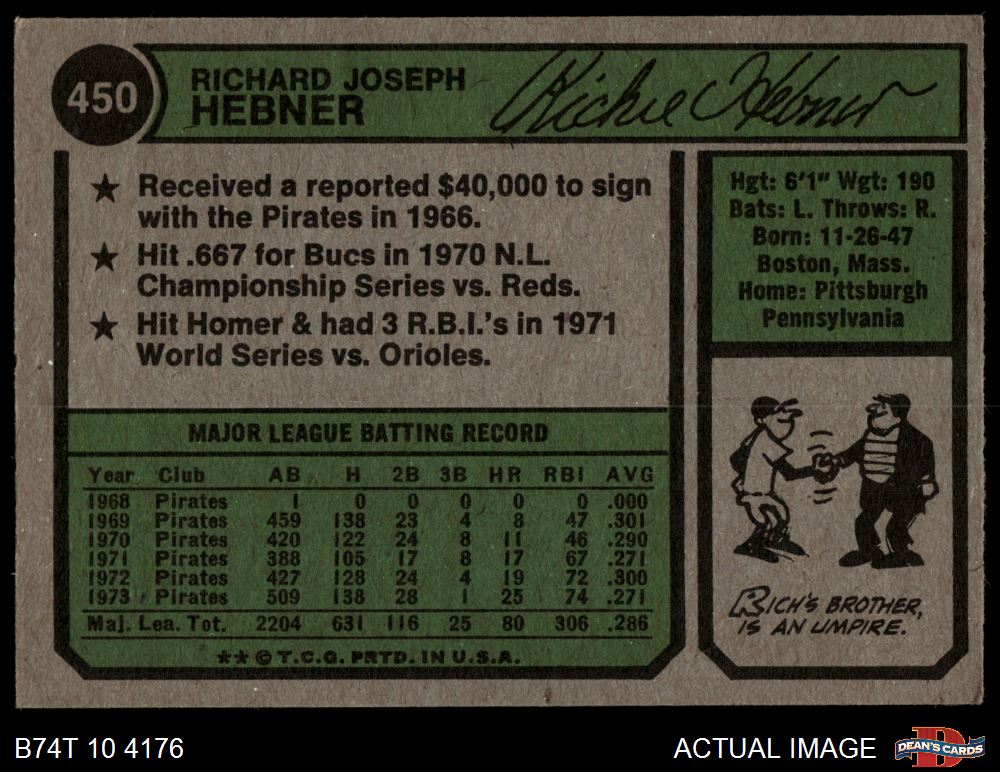 450
RICHARD JOSEPH
HEBNER
Richie Hebner
★ Received a reported $40,000 to sign
with the Pirates in 1966.
★ Hit .667 for Bucs in 1970 N.L.
Championship Series vs. Reds.
★ Hit Homer & had 3 R.B.I.'s in 1971
World Series vs. Orioles.
Hgt: 6'1" Wgt: 190
Bats: L. Throws: R.
Born: 11-26-47
Boston, Mass.
Home: Pittsburgh
Pennsylvania
MAJOR LEAGUE BATTING RECORD
Year Club AB H 2B 3B HR RBI AVG
1968 Pirates 1 0 0 0 0 0 .000
1969 Pirates 459 138 23 4 8 47 .301
1970 Pirates 420 122 24 8 11 46 .290
1971 Pirates 388 105 17 8 17 67 .271
1972 Pirates 427 128 24 4 19 72 .300
1973 Pirates 509 138 28 1 25 74 .271
Maj. Lea. Tot. 2204 631 116 25 80 306 .286
★★ © T.C.G. PRTD. IN U.S.A.
RICH'S BROTHER,
IS AN UMPIRE.
B74T 10 4176
ACTUAL IMAGE
D
DEAN'S CARDS